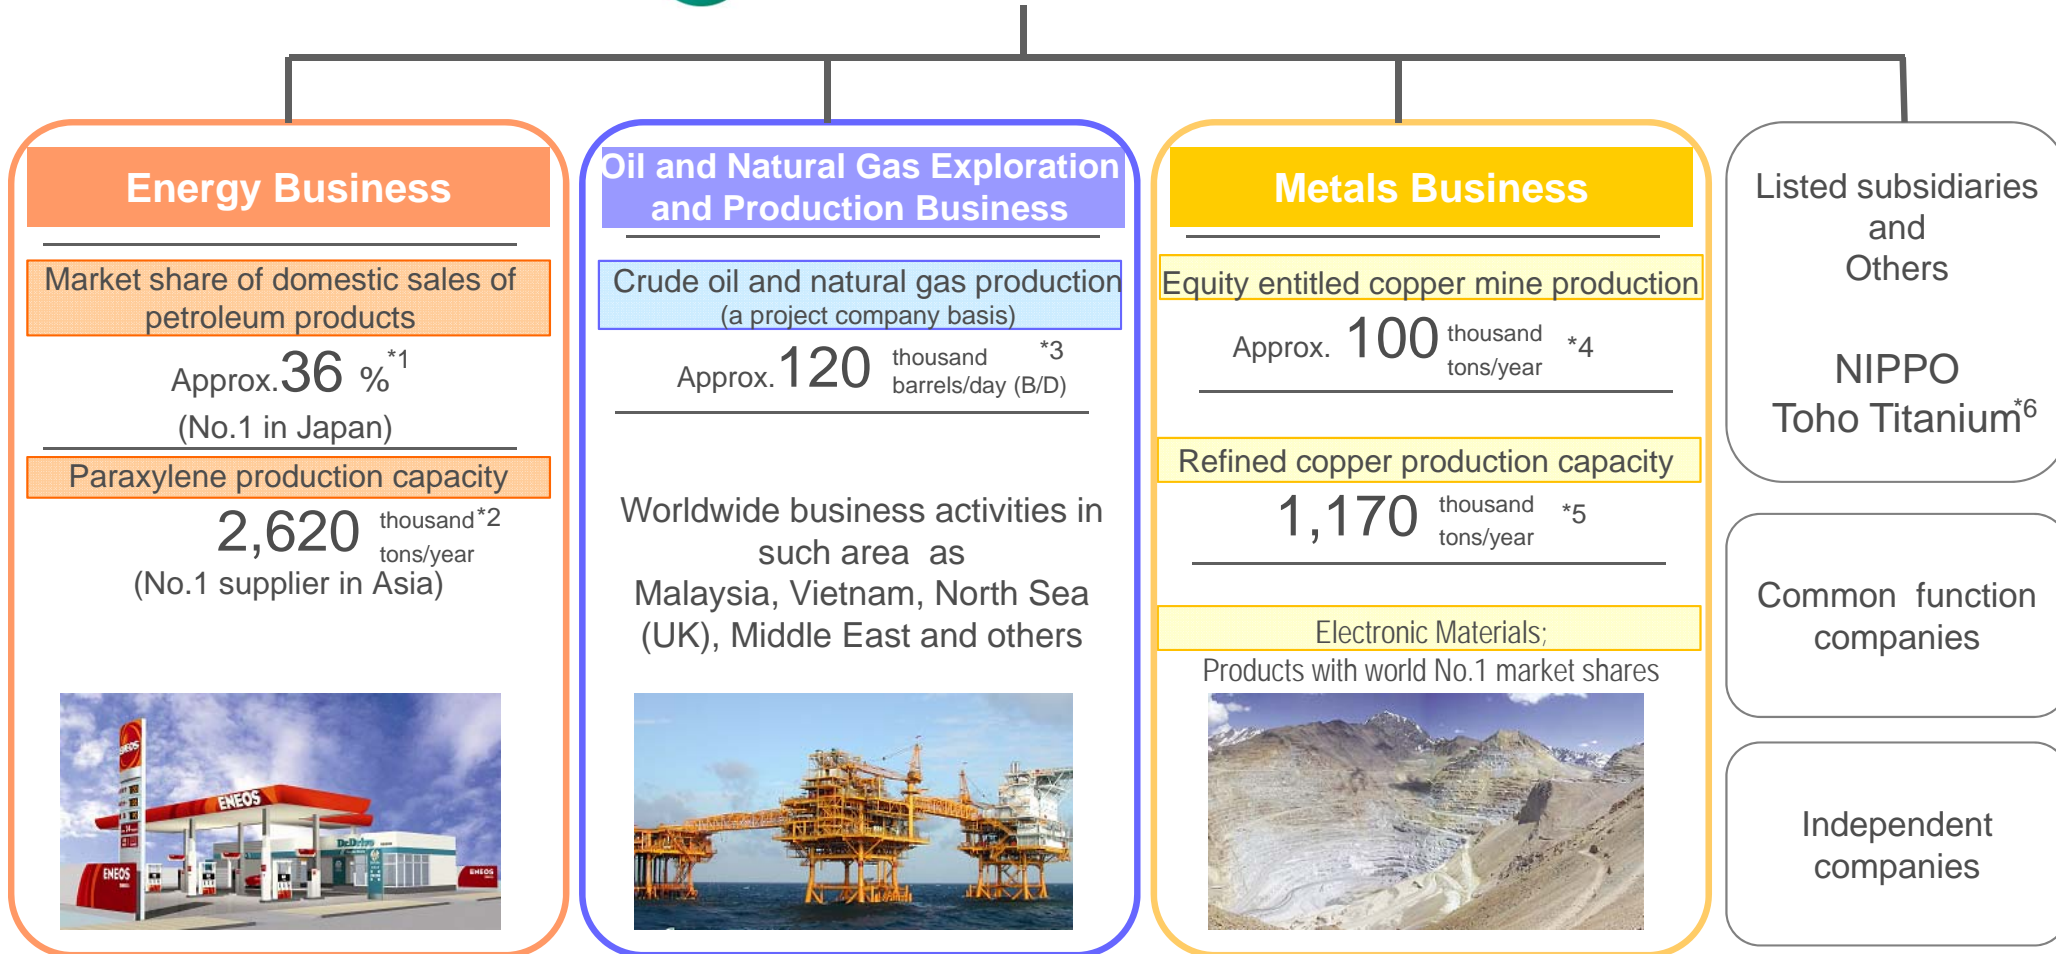 Energy Business
Market share of domestic sales of
petroleum products
Approx.36 %*1
(No.1 in Japan)
Paraxylene production capacity
2,620 thousand*2
tons/year
(No.1 supplier in Asia)
ENEOS
ENEOS
Dr.Drive
ENEOS
ENEOS
Oil and Natural Gas Exploration
and Production Business
Crude oil and natural gas production
(a project company basis)
Approx.120 thousand *3
barrels/day (B/D)
Worldwide business activities in
such area as
Malaysia, Vietnam, North Sea
(UK), Middle East and others
Metals Business
Equity entitled copper mine production
Approx. 100 thousand *4
tons/year
Refined copper production capacity
1,170 thousand *5
tons/year
Electronic Materials;
Products with world No.1 market shares
Listed subsidiaries
and
Others
NIPPO
Toho Titanium*6
Common function
companies
Independent
companies